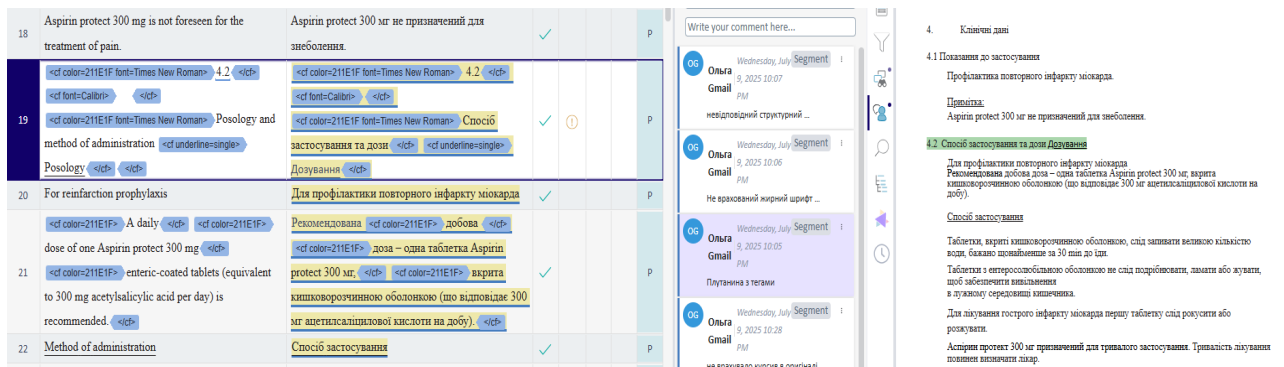 18
Aspirin protect 300 mg is not foreseen for the
treatment of pain.
Aspirin protect 300 мг не призначений для
знеболення.
P
19
<cf color=211E1F font=Times New Roman> 4.2 </cf>
<cf font=Calibri> </cf>
<cf color=211E1F font=Times New Roman> Posology and
method of administration <cf underline=single>
Posology </cf> </cf>
<cf color=211E1F font=Times New Roman> 4.2 </cf>
<cf font=Calibri> </cf>
<cf color=211E1F font=Times New Roman> Спосіб
застосування та дози </cf> <cf underline=single>
Дозування </cf>
P
20
For reinfarction prophylaxis
Для профілактики повторного інфаркту міокарда
P
21
<cf color=211E1F> A daily </cf> <cf color=211E1F>
dose of one Aspirin protect 300 mg </cf>
<cf color=211E1F> enteric-coated tablets (equivalent
to 300 mg acetylsalicylic acid per day) is
recommended. </cf>
Рекомендована <cf color=211E1F> добова </cf>
<cf color=211E1F> доза – одна таблетка Aspirin
protect 300 мг, </cf> <cf color=211E1F> вкрита
кишковорозчинною оболонкою (що відповідає 300
мг ацетилсаліцилової кислоти на добу). </cf>
P
22
Method of administration
Спосіб застосування
P
Write your comment here...
OG
Ольга
Gmail
Wednesday, July
9, 2025 10:07
PM
Segment
невідповідний структурний ...
OG
Ольга
Gmail
Wednesday, July
9, 2025 10:06
PM
Segment
Не врахований жирний шрифт ...
OG
Ольга
Gmail
Wednesday, July
9, 2025 10:05
PM
Segment
Плутанина з тегами
OG
Ольга
Gmail
Wednesday, July
9, 2025 10:28
PM
Segment
не враховано курсив в оригіналі
4. Клінічні дані
4.1 Показання до застосування
Профілактика повторного інфаркту міокарда.
Примітка:
Aspirin protect 300 мг не призначений для знеболення.
4.2 Спосіб застосування та дози Дозування
Для профілактики повторного інфаркту міокарда
Рекомендована добова доза – одна таблетка Aspirin protect 300 мг, вкрита
кишковорозчинною оболонкою (що відповідає 300 мг ацетилсаліцилової кислоти на
добу).
Спосіб застосування
Таблетки, вкриті кишковорозчинною оболонкою, слід запивати великою кількістю
води, бажано щонайменше за 30 min до їди.
Таблетки з ентеросолюбільною оболонкою не слід подрібнювати, ламати або жувати,
щоб забезпечити вивільнення
в лужному середовищі кишечника.
Для лікування гострого інфаркту міокарда першу таблетку слід рокусити або
розжувати.
Аспірин протект 300 мг призначений для тривалого застосування. Тривалість лікування
повинен визначати лікар.